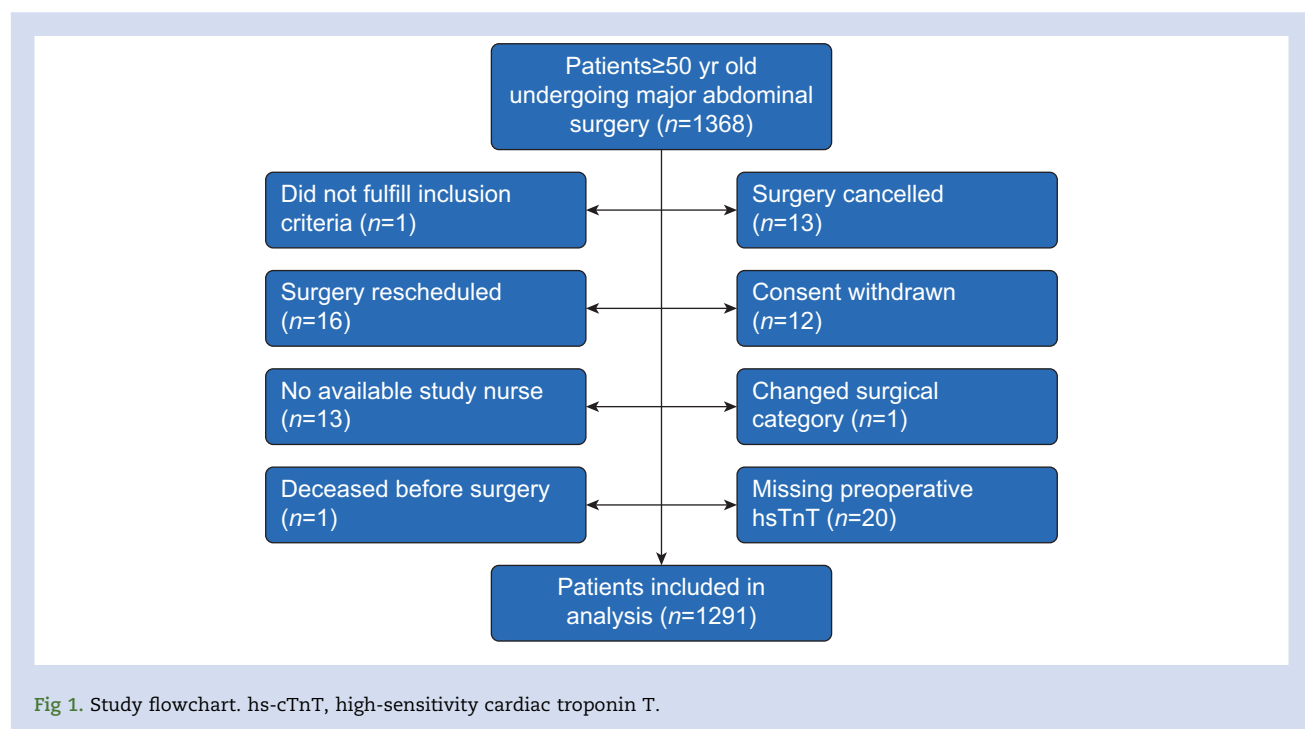 Patients≥50 yr old
undergoing major abdominal
surgery (n=1368)
Did not fulfill inclusion
criteria (n=1)
Surgery cancelled
(n=13)
Surgery rescheduled
(n=16)
Consent withdrawn
(n=12)
No available study nurse
(n=13)
Changed surgical
category (n=1)
Deceased before surgery
(n=1)
Missing preoperative
hsTnT (n=20)
Patients included in
analysis (n=1291)
Fig 1. Study flowchart. hs-cTnT, high-sensitivity cardiac troponin T.